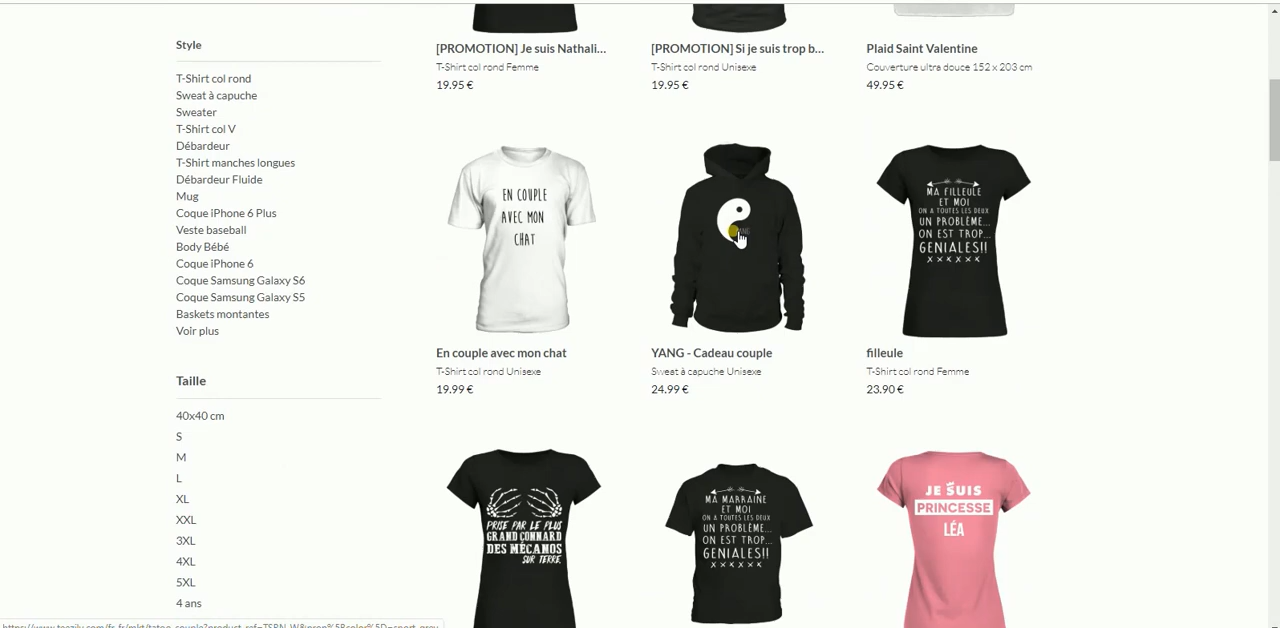 Style
T-Shirt col rond
Sweat à capuche
Sweater
T-Shirt col V
Débardeur
T-Shirt manches longues
Débardeur Fluide
Mug
Coque iPhone 6 Plus
Veste baseball
Body Bébé
Coque iPhone 6
Coque Samsung Galaxy S6
Coque Samsung Galaxy S5
Baskets montantes
Voir plus
Taille
40x40 cm
S
M
L
XL
XXL
3XL
4XL
5XL
4 ans
[PROMOTION] Je suis Nathali...
T-Shirt col rond Femme
19.95 €
[PROMOTION] Si je suis trop b...
T-Shirt col rond Unisexe
19.95 €
Plaid Saint Valentine
Couverture ultra douce 152 x 203 cm
49.95 €
EN COUPLE
AVEC MON
CHAT
En couple avec mon chat
T-Shirt col rond Unisexe
19.99 €
YANG - Cadeau couple
Sweat à capuche Unisexe
24.99 €
MA FILLEULE
ET MOI
ON A TOUTES LES DEUX
UN PROBLÈME...
ON EST TROP...
GENIALES!!
X X X X X X
filleule
T-Shirt col rond Femme
23.90 €
PRISE PAR LE PLUS
GRAND CONNARD
DES MÉCANOS
SUR TERRE.
MA MARRAINE
ET MOI
ON A TOUTES LES DEUX
UN PROBLÈME...
ON EST TROP...
GENIALES!!
X X X X X X
JE SUIS
PRINCESSE
LÉA